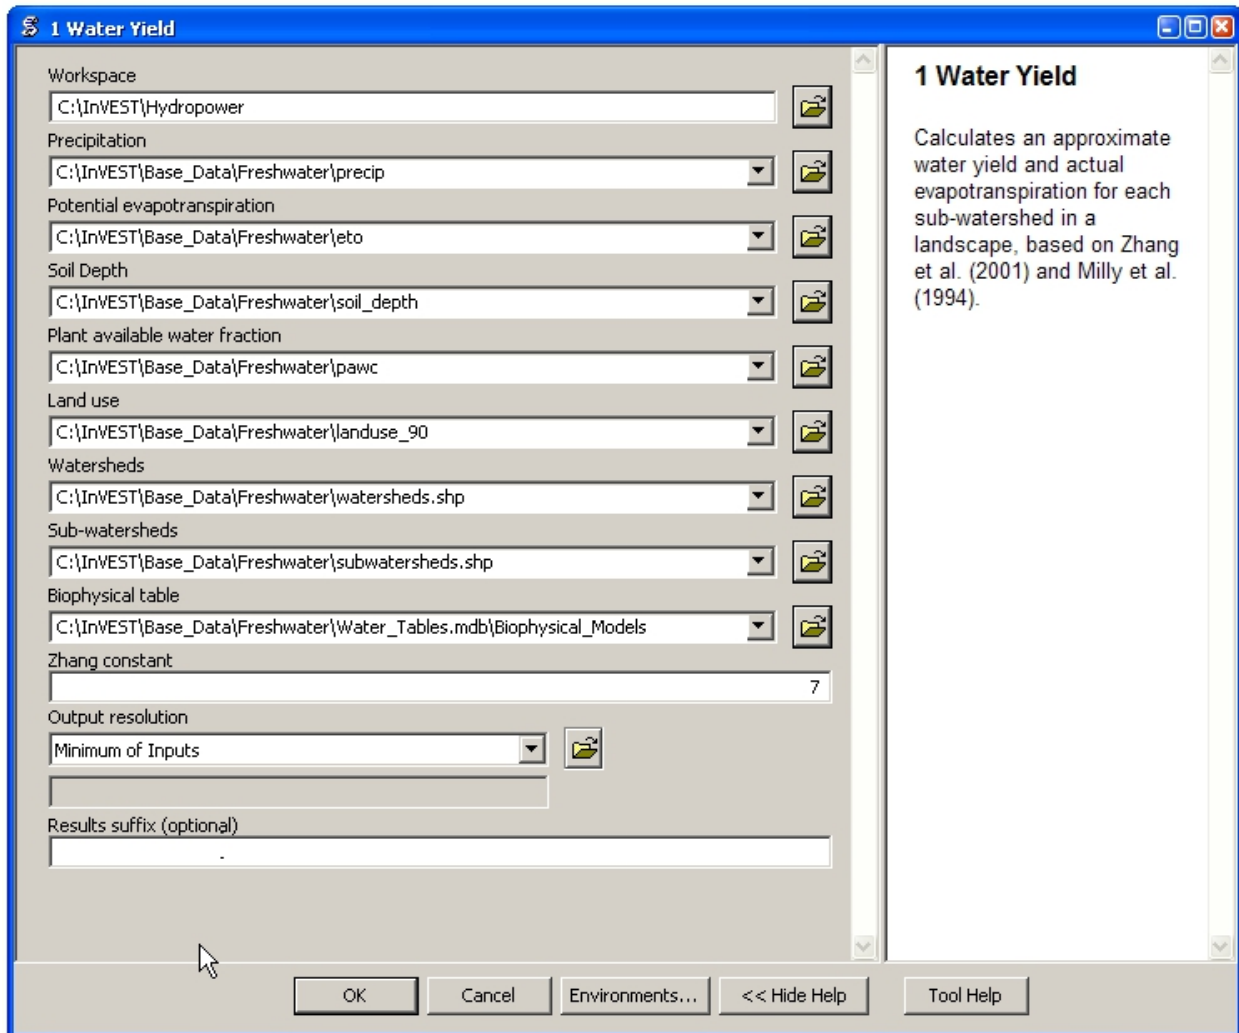 1 Water Yield
Workspace
C:\InVEST\Hydropower
Precipitation
C:\InVEST\Base_Data\Freshwater\precip
Potential evapotranspiration
C:\InVEST\Base_Data\Freshwater\eto
Soil Depth
C:\InVEST\Base_Data\Freshwater\soil_depth
Plant available water fraction
C:\InVEST\Base_Data\Freshwater\pawc
Land use
C:\InVEST\Base_Data\Freshwater\landuse_90
Watersheds
C:\InVEST\Base_Data\Freshwater\watersheds.shp
Sub-watersheds
C:\InVEST\Base_Data\Freshwater\subwatersheds.shp
Biophysical table
C:\InVEST\Base_Data\Freshwater\Water_Tables.mdb\Biophysical_Models
Zhang constant
7
Output resolution
Minimum of Inputs
Results suffix (optional)
1 Water Yield
Calculates an approximate
water yield and actual
evapotranspiration for each
sub-watershed in a
landscape, based on Zhang
et al. (2001) and Milly et al.
(1994).
OK Cancel Environments... << Hide Help Tool Help